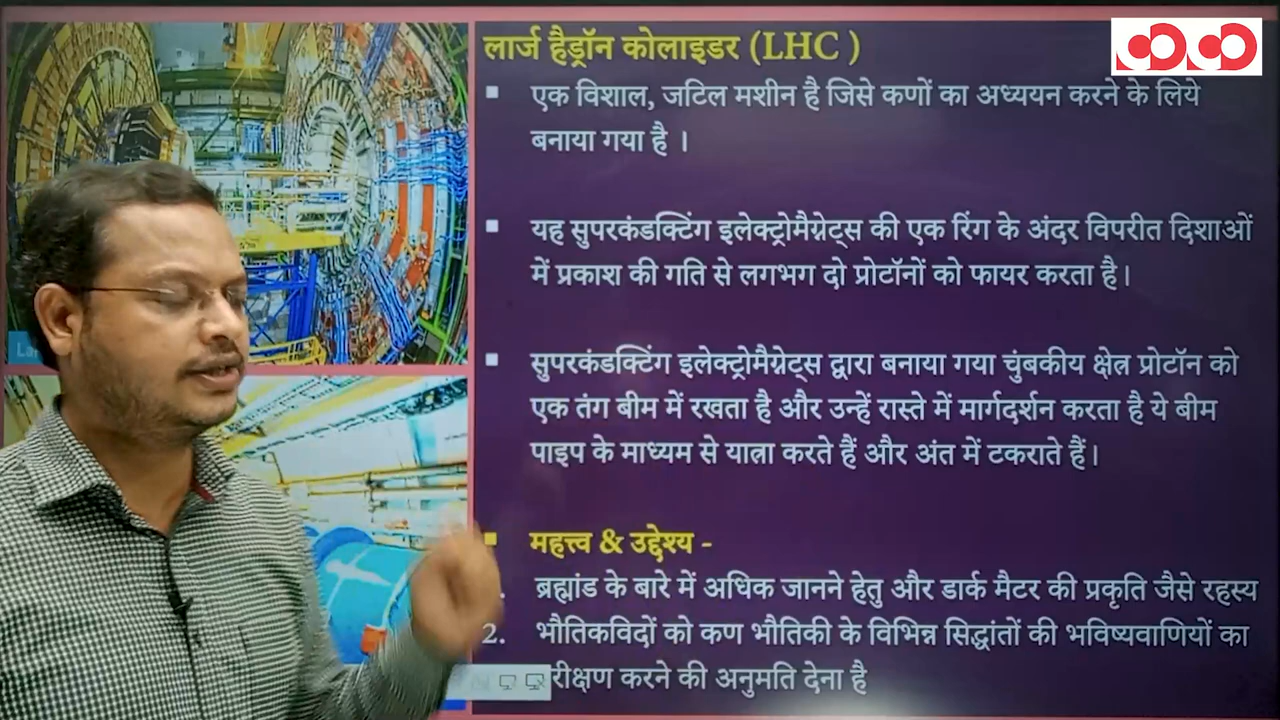 लार्ज हैड्रॉन कोलाइडर (LHC )
एक विशाल, जटिल मशीन है जिसे कणों का अध्ययन करने के लिये
बनाया गया है ।
यह सुपरकंडक्टिंग इलेक्ट्रोमैग्नेट्स की एक रिंग के अंदर विपरीत दिशाओं
में प्रकाश की गति से लगभग दो प्रोटॉनों को फायर करता है।
सुपरकंडक्टिंग इलेक्ट्रोमैग्नेट्स द्वारा बनाया गया चुंबकीय क्षेत्र प्रोटॉन को
एक तंग बीम में रखता है और उन्हें रास्ते में मार्गदर्शन करता है ये बीम
पाइप के माध्यम से यात्रा करते हैं और अंत में टकराते हैं।
महत्त्व & उद्देश्य -
ब्रह्मांड के बारे में अधिक जानने हेतु और डार्क मैटर की प्रकृति जैसे रहस्य
2. भौतिकविदों को कण भौतिकी के विभिन्न सिद्धांतों की भविष्यवाणियों का
करने की अनुमति देना है